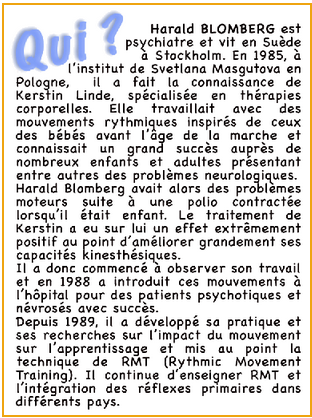 Qui ?
Harald BLOMBERG est
psychiatre et vit en Suède
à Stockholm. En 1985, à
l'institut de Svetlana Masgutova en
Pologne, il a fait la connaissance de
Kerstin Linde, spécialisée en thérapies
corporelles. Elle travaillait avec des
mouvements rythmiques inspirés de ceux
des bébés avant l'âge de la marche et
connaissait un grand succès auprès de
nombreux enfants et adultes présentant
entre autres des problèmes neurologiques.
Harald Blomberg avait alors des problèmes
moteurs suite à une polio contractée
lorsqu'il était enfant. Le traitement de
Kerstin a eu sur lui un effet extrêmement
positif au point d'améliorer grandement ses
capacités kinesthésiques.
Il a donc commencé à observer son travail
et en 1988 a introduit ces mouvements à
l'hôpital pour des patients psychotiques et
névrosés avec succès.
Depuis 1989, il a développé sa pratique et
ses recherches sur l'impact du mouvement
sur l'apprentissage et mis au point la
technique de RMT (Rythmic Movement
Training). Il continue d'enseigner RMT et
l'intégration des réflexes primaires dans
différents pays.